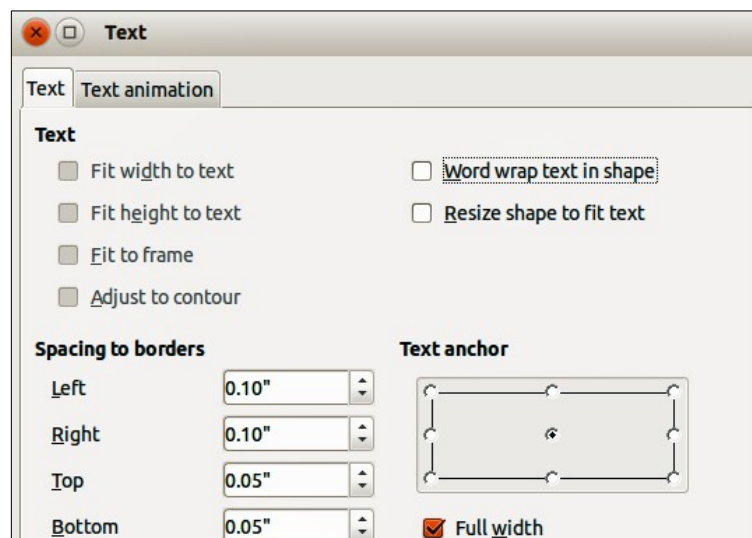 Text
Text Text animation
Text
Fit width to text
Word wrap text in shape
Fit height to text
Resize shape to fit text
Fit to frame
Adjust to contour
Spacing to borders
Text anchor
Left 0.10"
Right 0.10"
Top 0.05"
Bottom 0.05"
Full width